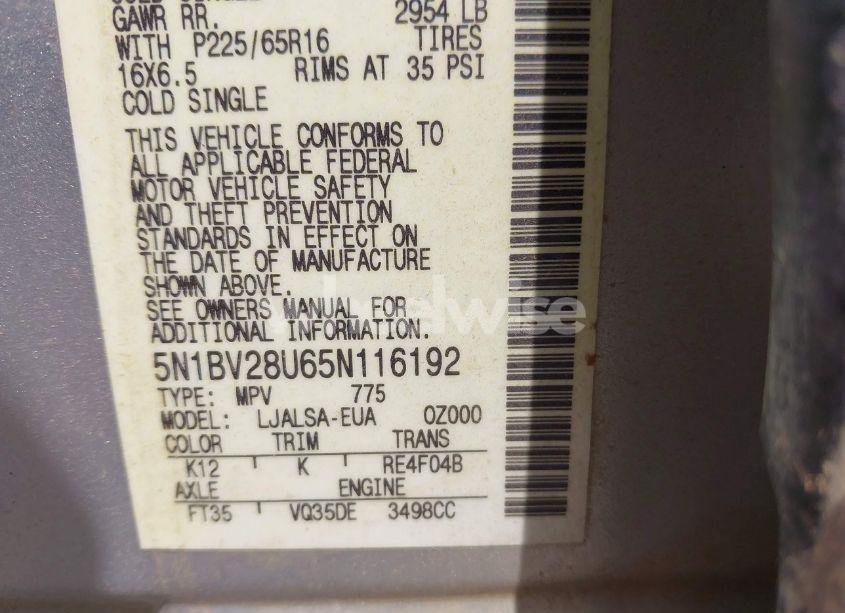 GAWR RR. 2954 LB
WITH P225/65R16 TIRES
16X6.5 RIMS AT 35 PSI
COLD SINGLE
THIS VEHICLE CONFORMS TO
ALL APPLICABLE FEDERAL
MOTOR VEHICLE SAFETY
AND THEFT PREVENTION
STANDARDS IN EFFECT ON
THE DATE OF MANUFACTURE
SHOWN ABOVE.
SEE OWNERS MANUAL FOR
ADDITIONAL INFORMATION.
5N1BV28U65N116192
TYPE: MPV 775
MODEL: LJALSA-EUA 0Z000
COLOR TRIM TRANS
K12 K RE4F04B
AXLE ENGINE
FT35 VQ35DE 3498CC